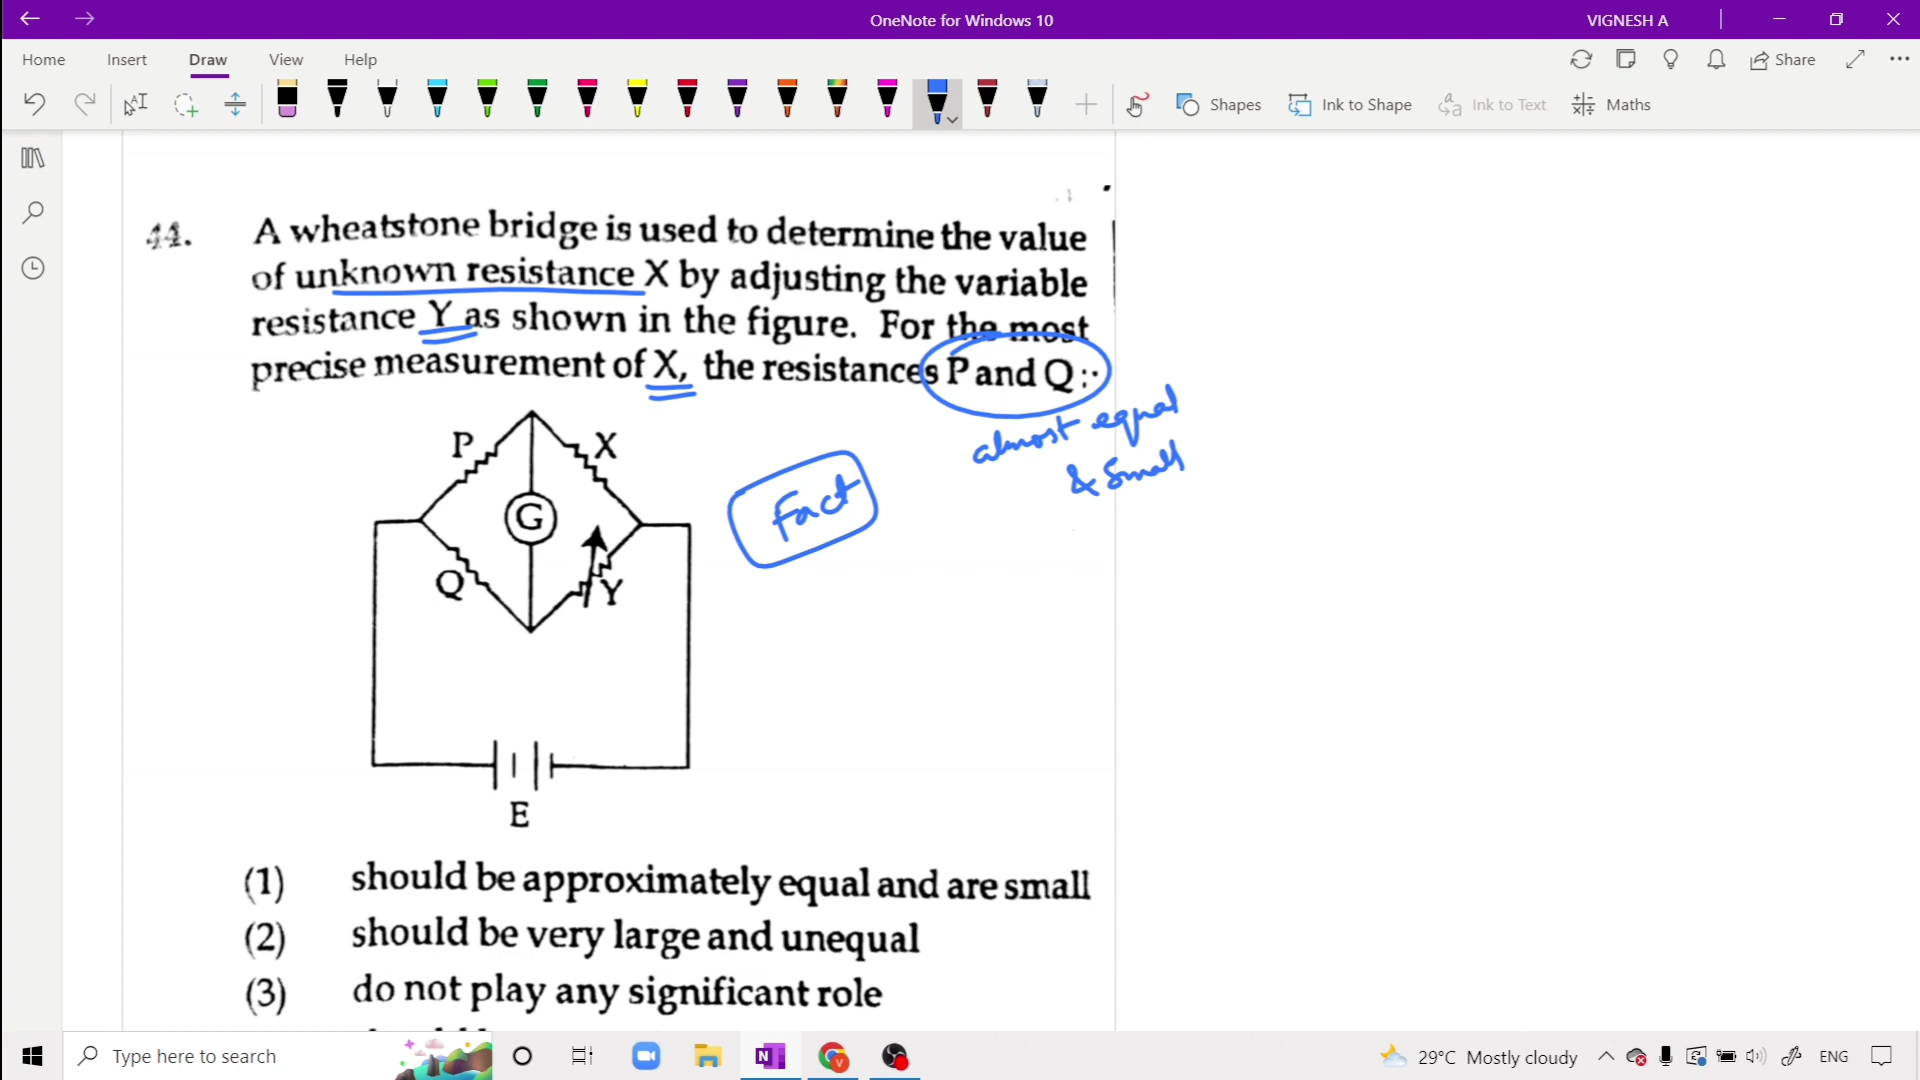 OneNote for Windows 10
VIGNESH A
Home Insert Draw View Help
Share
Shapes Ink to Shape Ink to Text Maths
44. A wheatstone bridge is used to determine the value
of unknown resistance X by adjusting the variable
resistance Y as shown in the figure. For the most
precise measurement of X, the resistances P and Q :-
almost equal
& small
Fact
P X
G
Q Y
E
(1) should be approximately equal and are small
(2) should be very large and unequal
(3) do not play any significant role
Type here to search
29°C Mostly cloudy
ENG